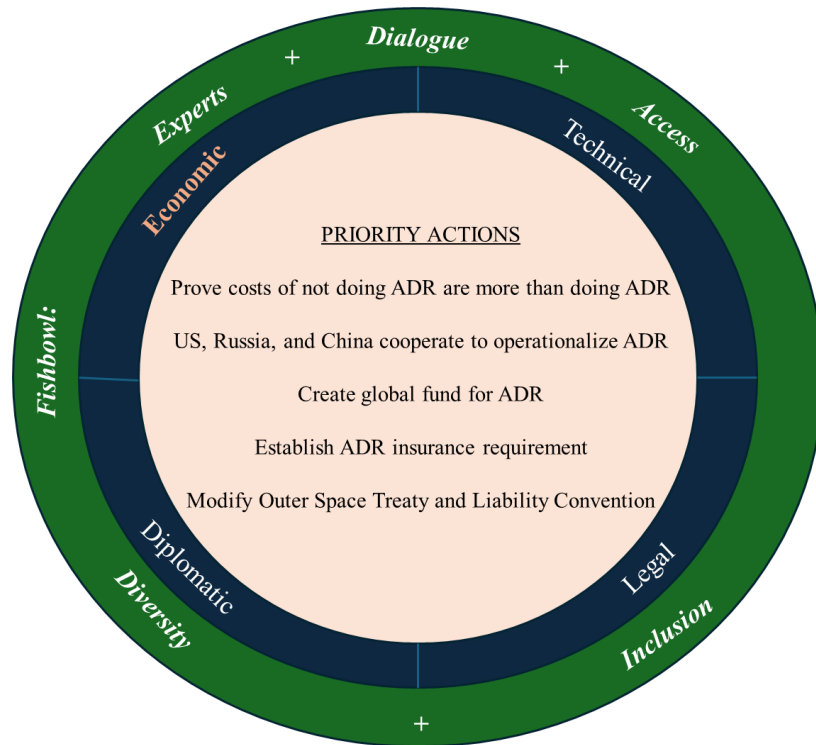 Fishbowl:
Experts
+
Dialogue
+
Access
Diversity
+
Inclusion
Economic
Technical
Diplomatic
Legal
PRIORITY ACTIONS
Prove costs of not doing ADR are more than doing ADR
US, Russia, and China cooperate to operationalize ADR
Create global fund for ADR
Establish ADR insurance requirement
Modify Outer Space Treaty and Liability Convention